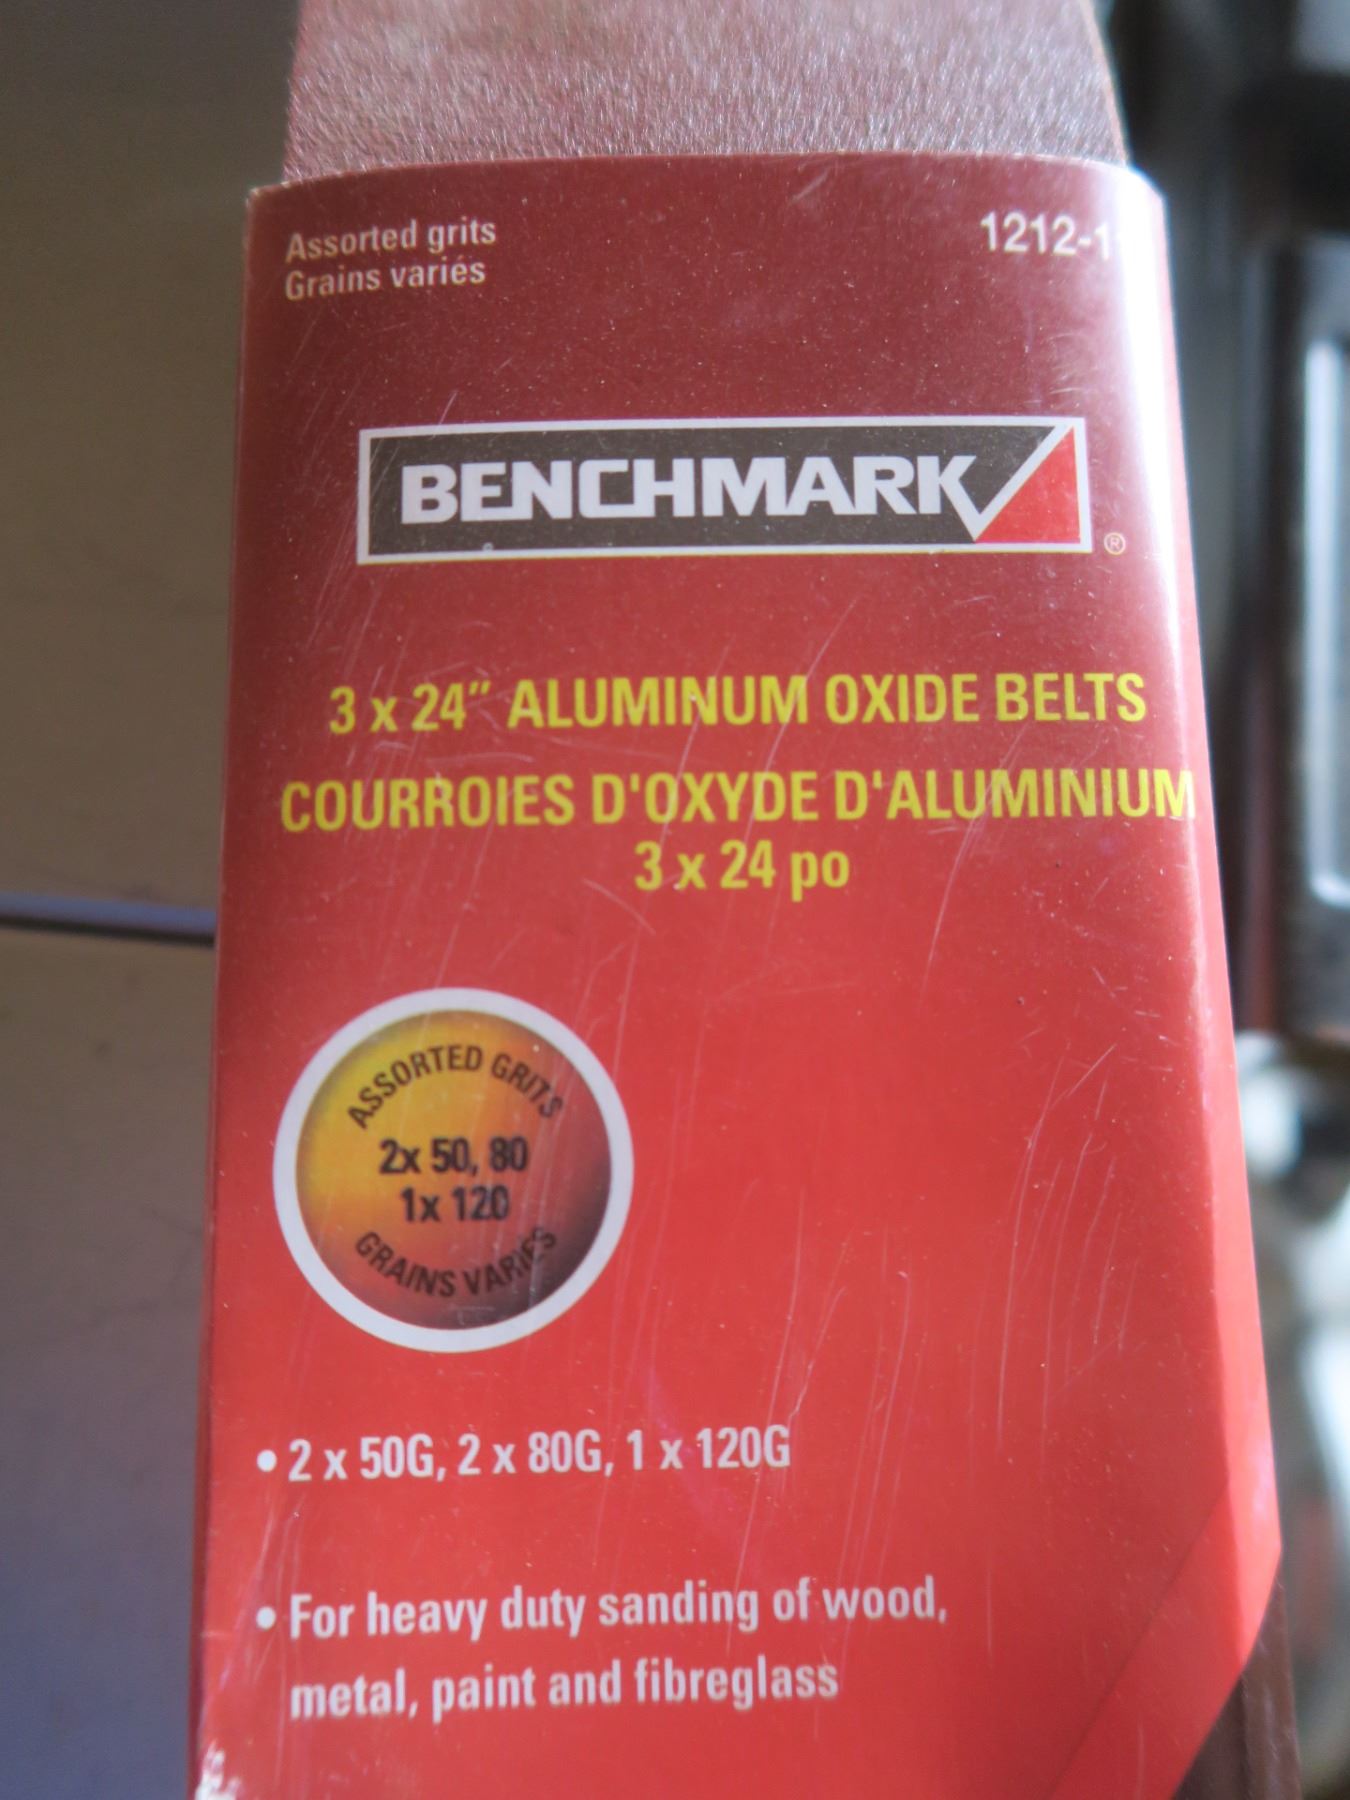 Assorted grits
Grains variés
1212-1
BENCHMARK
®
3 x 24" ALUMINUM OXIDE BELTS
COURROIES D'OXYDE D'ALUMINIUM
3 x 24 po
ASSORTED GRITS
2x 50, 80
1x 120
GRAINS VARIÉS
• 2 x 50G, 2 x 80G, 1 x 120G
• For heavy duty sanding of wood,
metal, paint and fibreglass